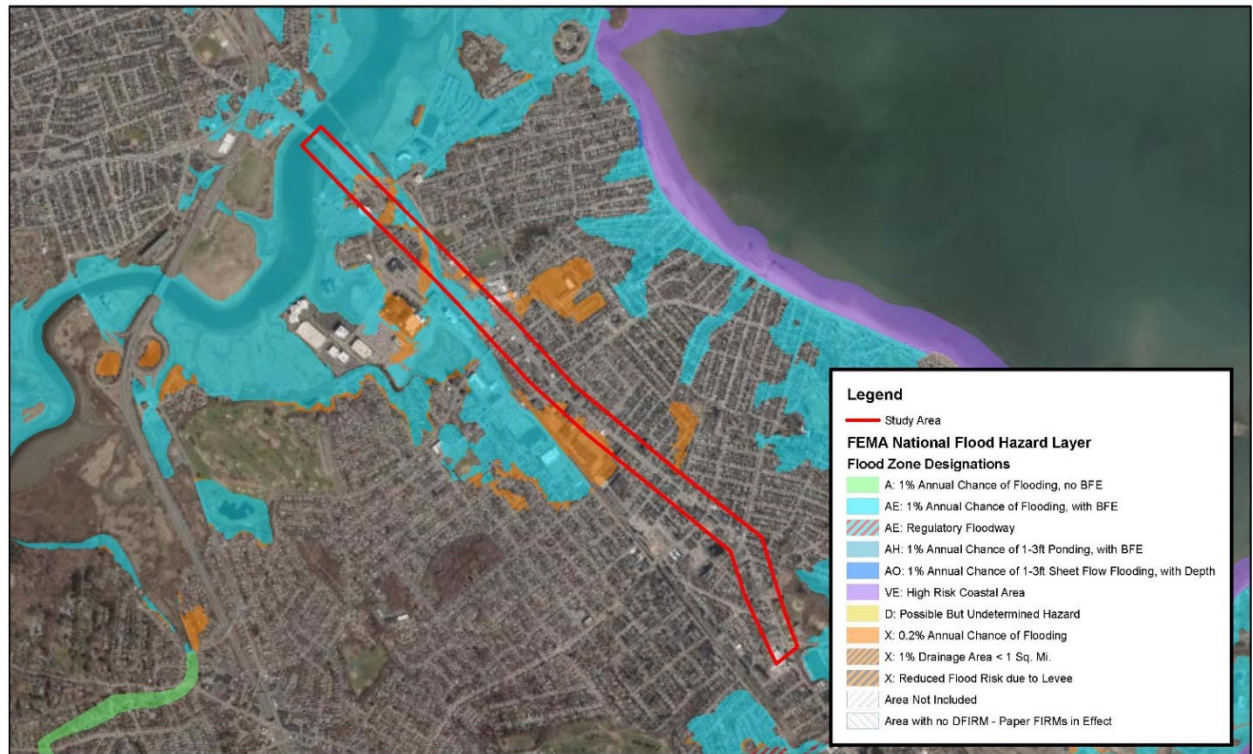 Legend
Study Area
FEMA National Flood Hazard Layer
Flood Zone Designations
A: 1% Annual Chance of Flooding, no BFE
AE: 1% Annual Chance of Flooding, with BFE
AE: Regulatory Floodway
AH: 1% Annual Chance of 1-3ft Ponding, with BFE
AO: 1% Annual Chance of 1-3ft Sheet Flow Flooding, with Depth
VE: High Risk Coastal Area
D: Possible But Undetermined Hazard
X: 0.2% Annual Chance of Flooding
X: 1% Drainage Area < 1 Sq. Mi.
X: Reduced Flood Risk due to Levee
Area Not Included
Area with no DFIRM - Paper FIRMs in Effect